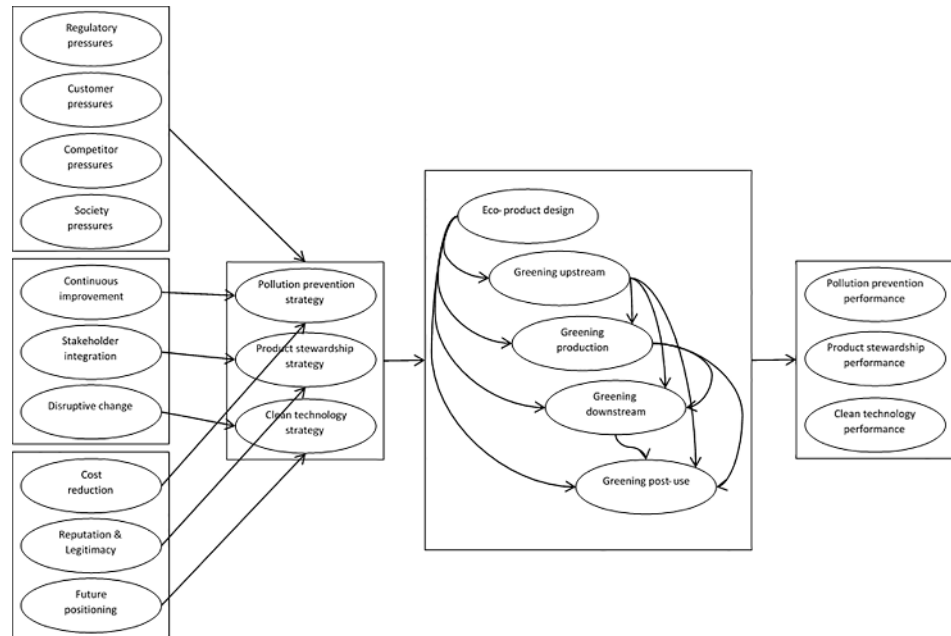 Regulatory
pressures
Customer
pressures
Competitor
pressures
Society
pressures
Continuous
improvement
Stakeholder
integration
Disruptive change
Cost
reduction
Reputation &
Legitimacy
Future
positioning
Pollution prevention
strategy
Product stewardship
strategy
Clean technology
strategy
Eco- product design
Greening upstream
Greening
production
Greening
downstream
Greening post- use
Pollution prevention
performance
Product stewardship
performance
Clean technology
performance